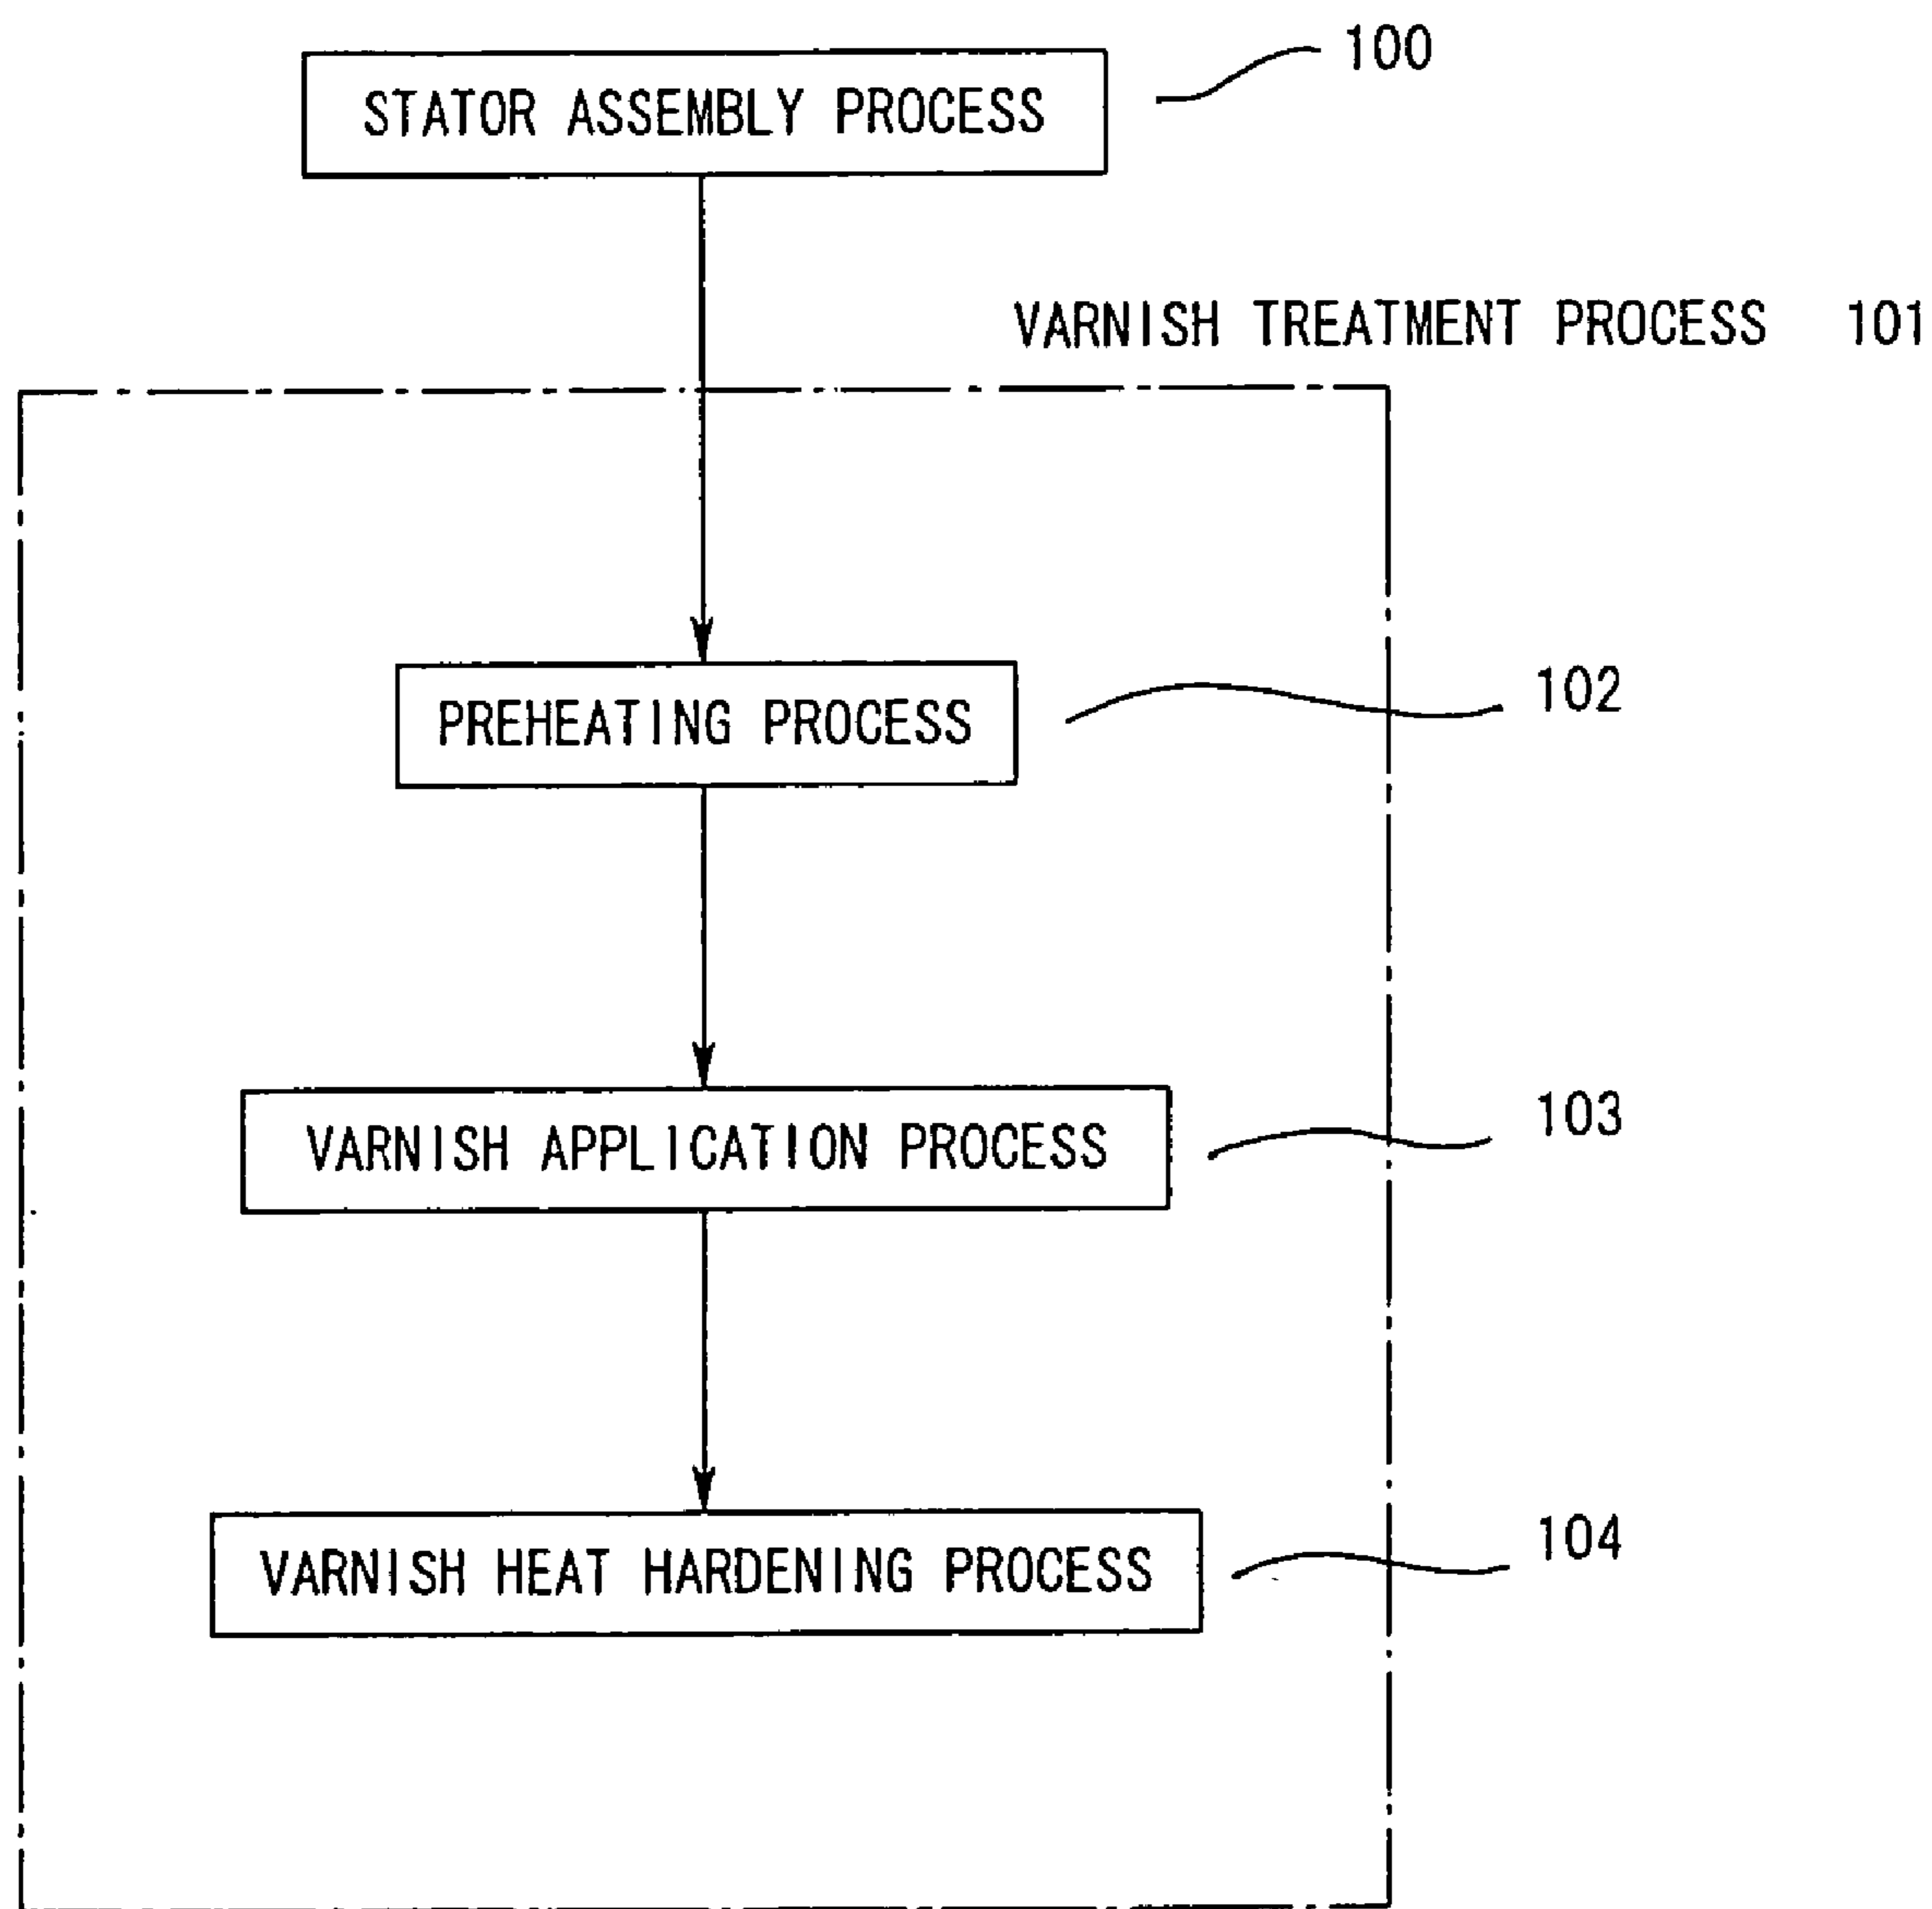 100
STATOR ASSEMBLY PROCESS
VARNISH TREATMENT PROCESS 101
102
PREHEATING PROCESS
103
VARNISH APPLICATION PROCESS
104
VARNISH HEAT HARDENING PROCESS